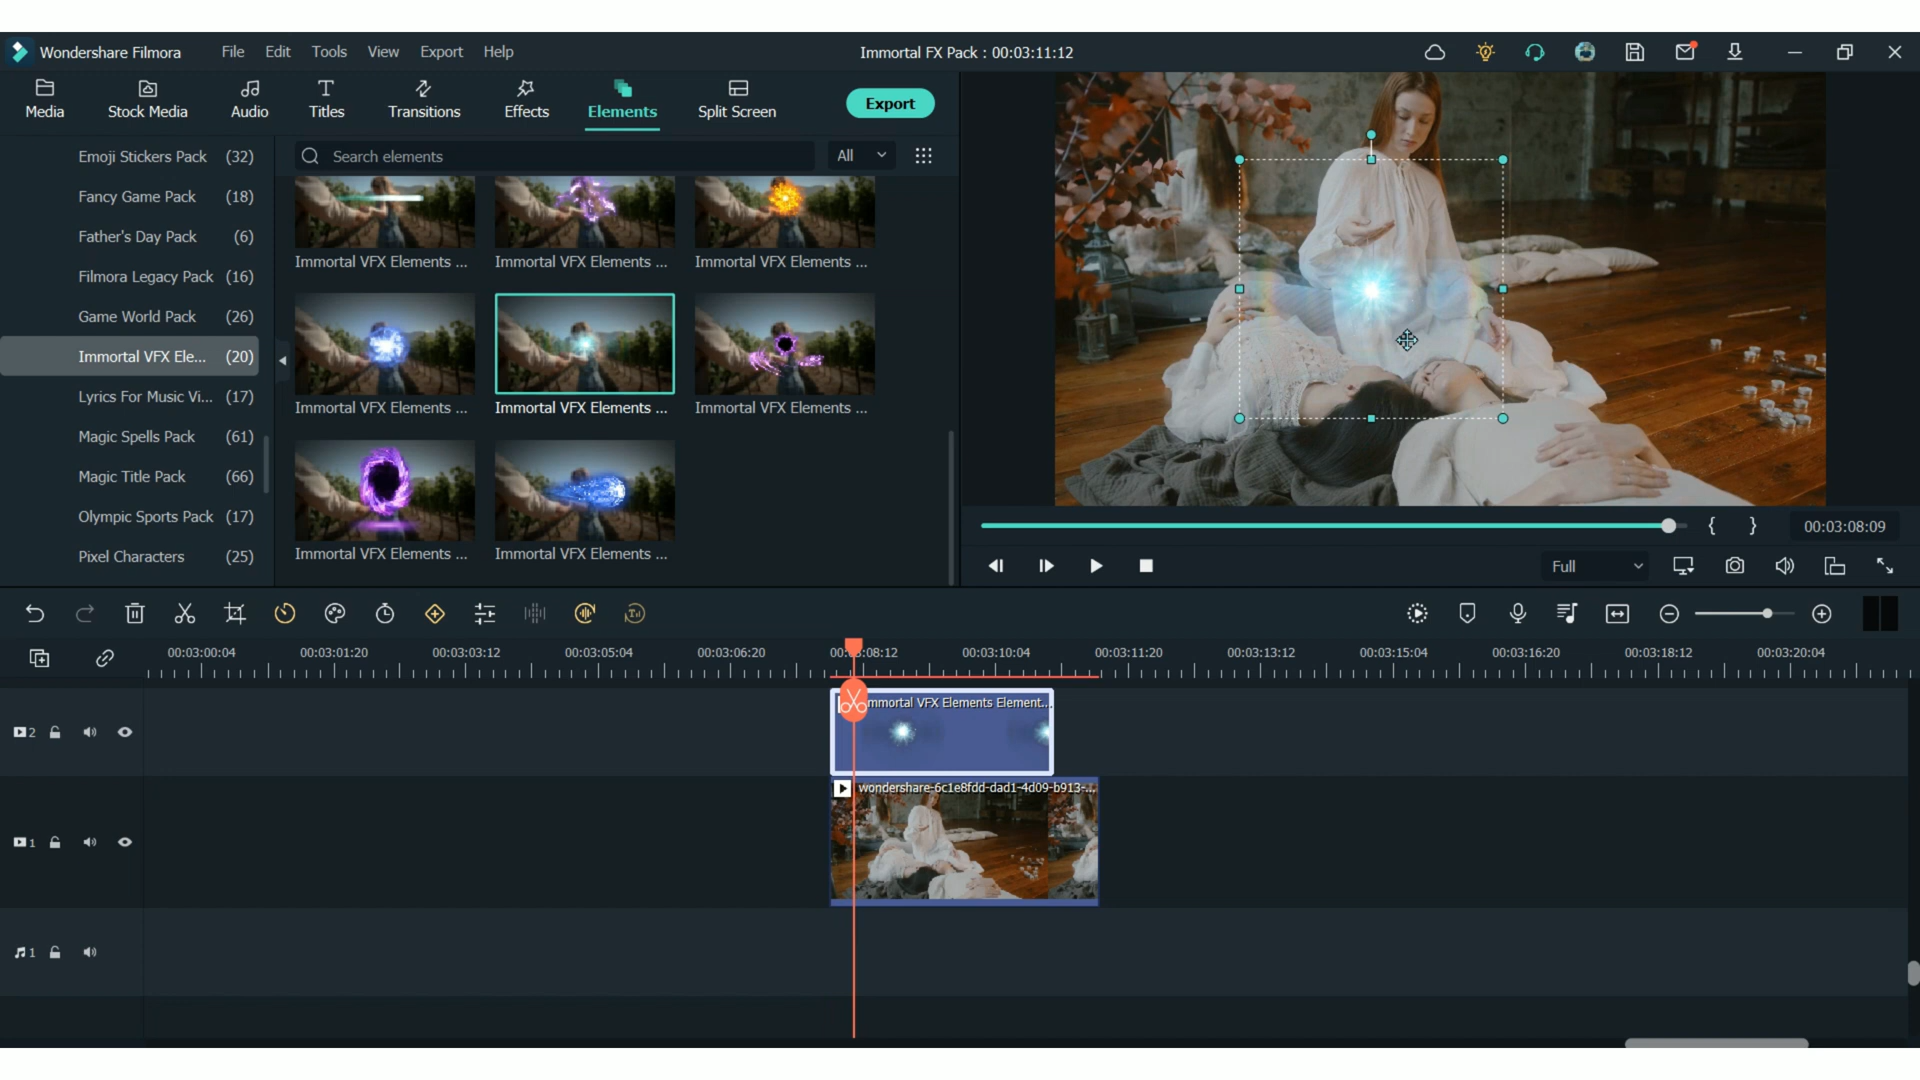 Wondershare Filmora File Edit Tools View Export Help Immortal FX Pack : 00:03:11:12
Media Stock Media Audio Titles Transitions Effects Elements Split Screen Export
Emoji Stickers Pack (32)
Fancy Game Pack (18)
Father's Day Pack (6)
Filmora Legacy Pack (16)
Game World Pack (26)
Immortal VFX Ele... (20)
Lyrics For Music Vi... (17)
Magic Spells Pack (61)
Magic Title Pack (66)
Olympic Sports Pack (17)
Pixel Characters (25)
Search elements All
Immortal VFX Elements ... Immortal VFX Elements ... Immortal VFX Elements ...
Immortal VFX Elements ... Immortal VFX Elements ... Immortal VFX Elements ...
Immortal VFX Elements ... Immortal VFX Elements ...
{ } 00:03:08:09
Full
00:03:00:04 00:03:01:20 00:03:03:12 00:03:05:04 00:03:06:20 00:03:08:12 00:03:10:04 00:03:11:20 00:03:13:12 00:03:15:04 00:03:16:20 00:03:18:12 00:03:20:04
mmortal VFX Elements Element...
2
wondershare-6c1e8fdd-dad1-4d09-b913-...
1
1